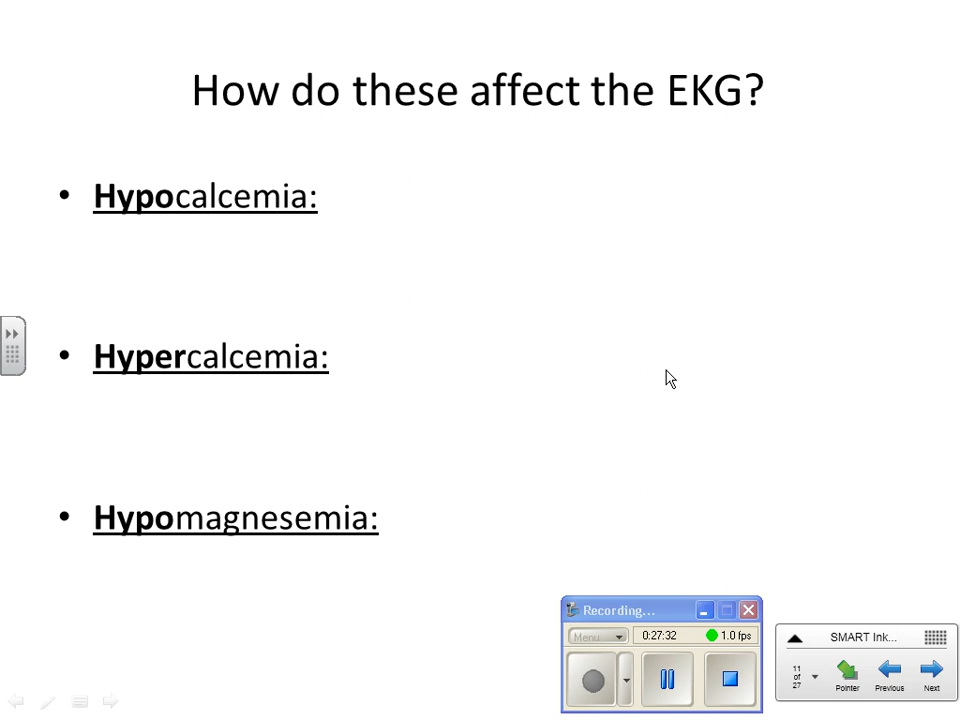 How do these affect the EKG?
• Hypocalcemia:
• Hypercalcemia:
• Hypomagnesemia:
Recording...
Menu
0:27:32
1.0 fps
SMART Ink...
11
of
27
Pointer
Previous
Next